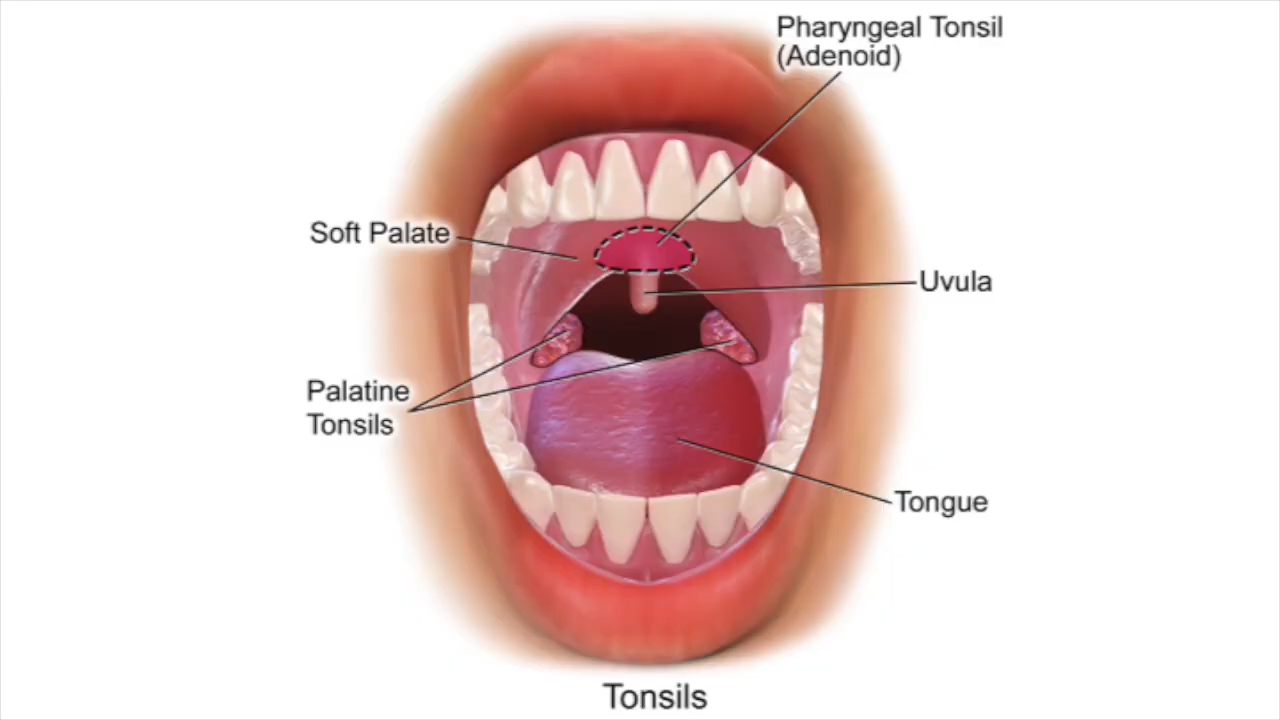 Pharyngeal Tonsil
(Adenoid)
Soft Palate
Uvula
Palatine
Tonsils
Tongue
Tonsils